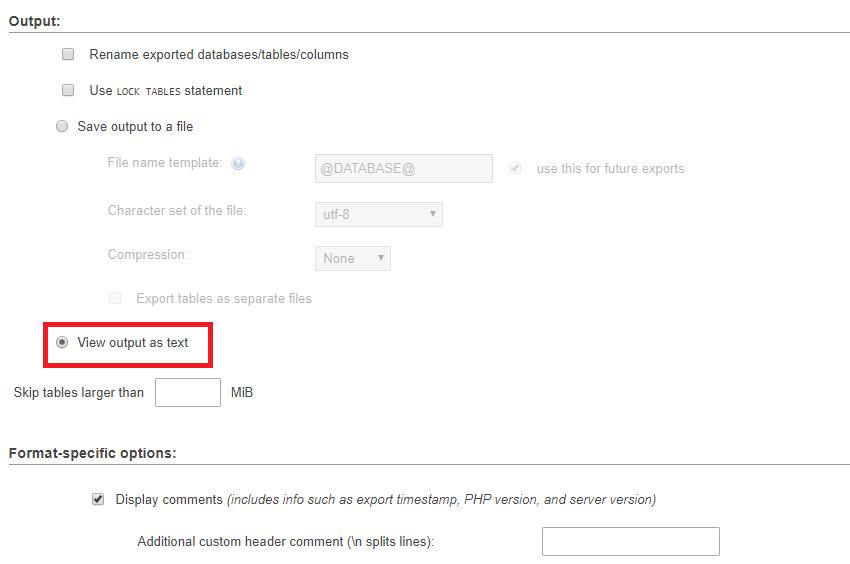 Output:
Rename exported databases/tables/columns
Use LOCK TABLES statement
Save output to a file
File name template: @DATABASE@ use this for future exports
Character set of the file: utf-8
Compression: None
Export tables as separate files
View output as text
Skip tables larger than MiB
Format-specific options:
Display comments (includes info such as export timestamp, PHP version, and server version)
Additional custom header comment (\n splits lines):